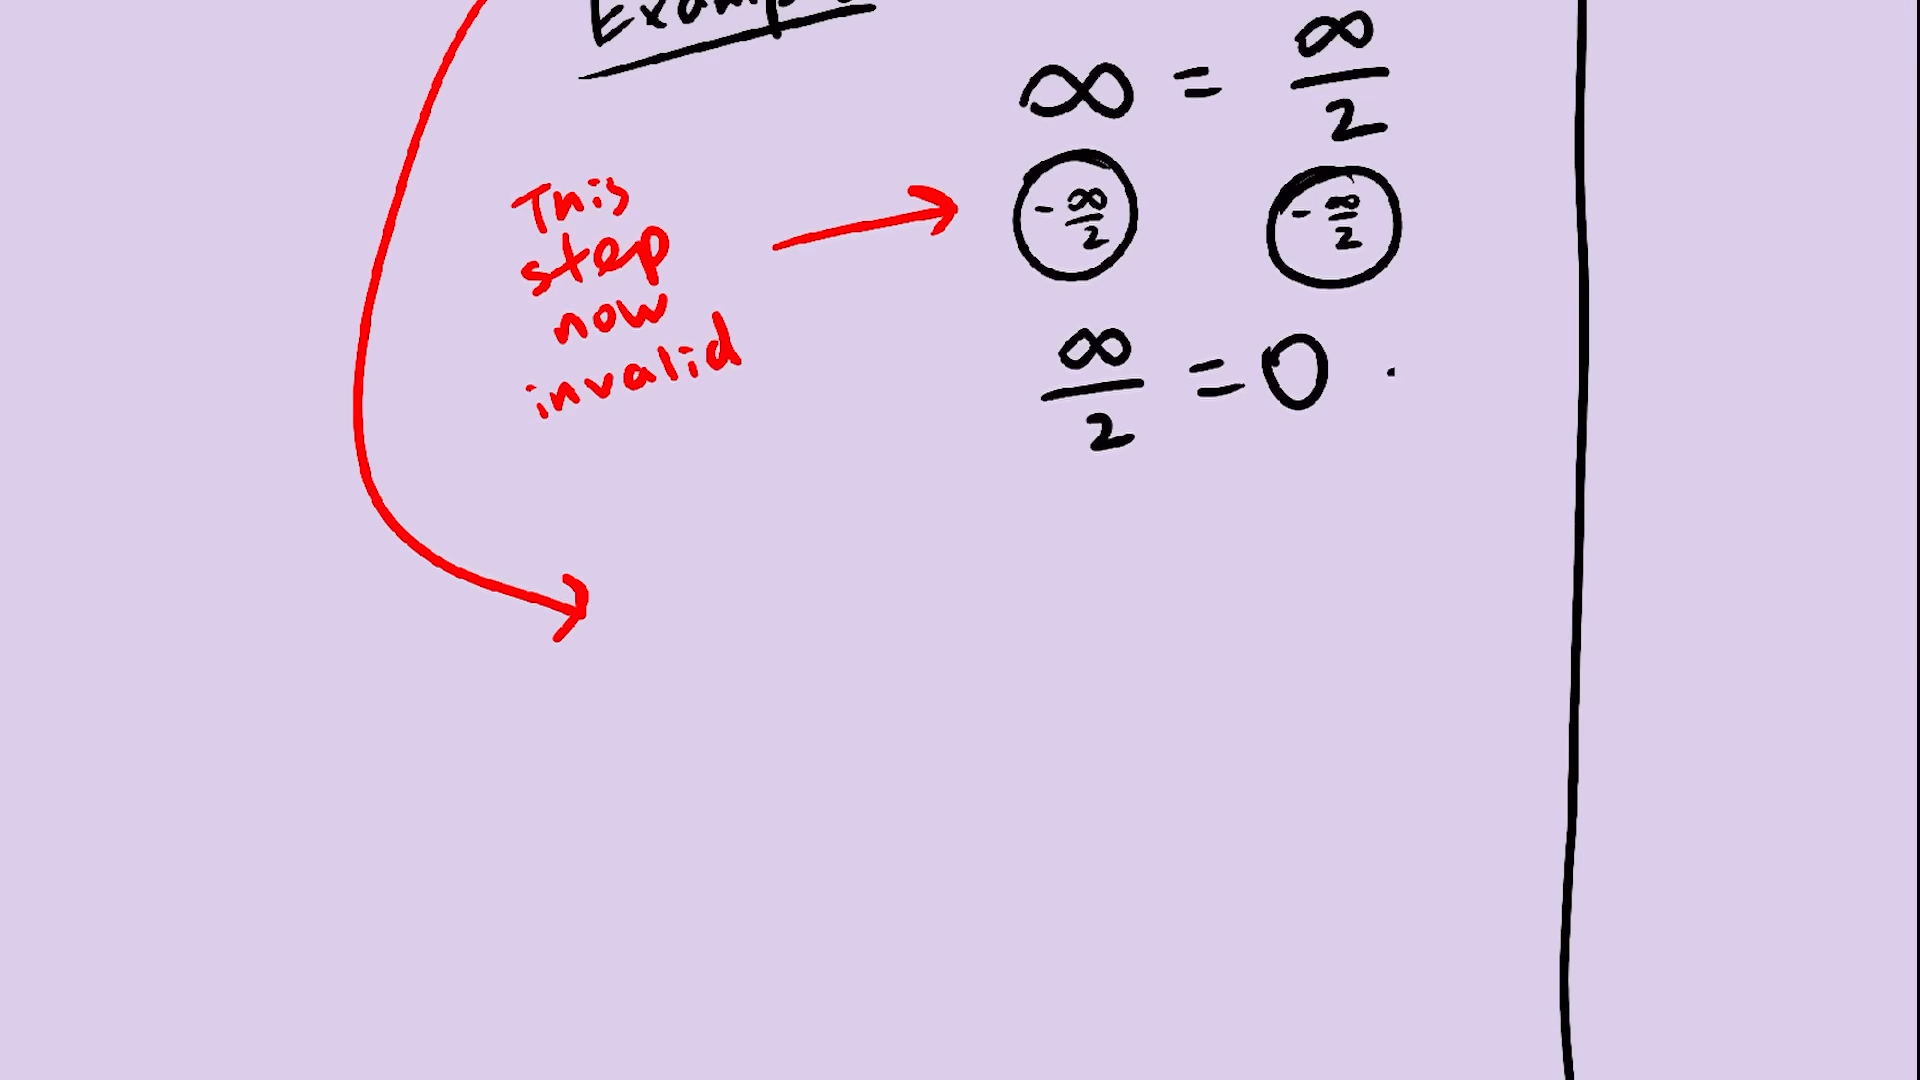 ∞ = ∞/2
This
step
now
invalid
-∞/2 -∞/2
∞/2 = 0 .